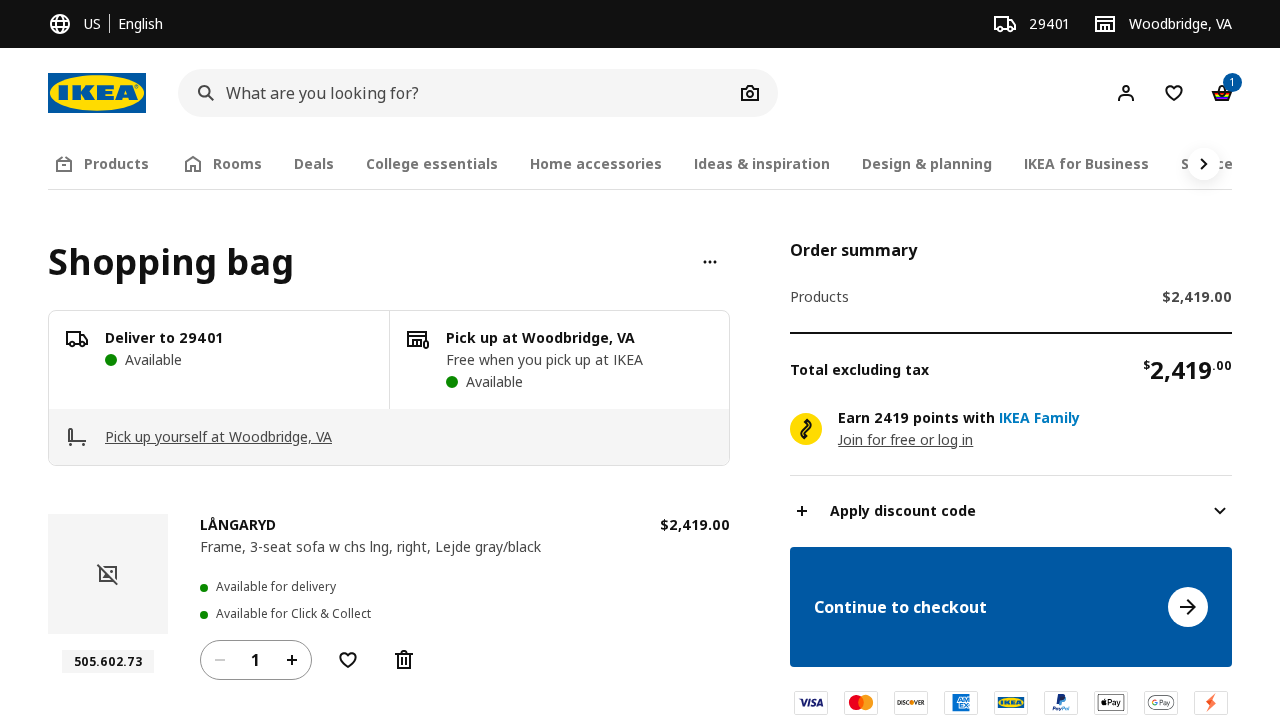 US English
29401
Woodbridge, VA
IKEA
What are you looking for?
1
Products
Rooms
Deals
College essentials
Home accessories
Ideas & inspiration
Design & planning
IKEA for Business
Shopping bag
Deliver to 29401
Available
Pick up at Woodbridge, VA
Free when you pick up at IKEA
Available
Pick up yourself at Woodbridge, VA
LÅNGARYD
$2,419.00
Frame, 3-seat sofa w chs lng, right, Lejde gray/black
Available for delivery
Available for Click & Collect
505.602.73
1
Order summary
Products
$2,419.00
Total excluding tax
$2,419.00
Earn 2419 points with IKEA Family
Join for free or log in
Apply discount code
Continue to checkout
VISA
DISCOVER
AMEX
IKEA
PayPal
Apple Pay
G Pay